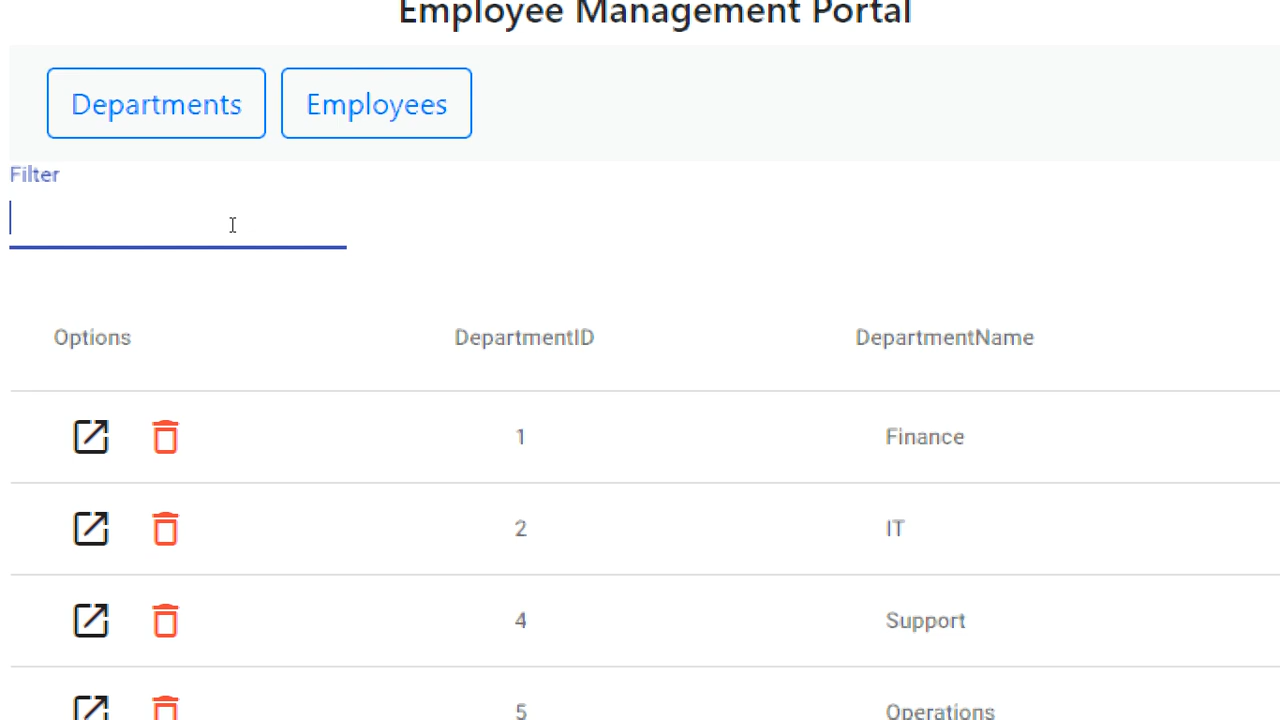 Employee Management Portal
Departments Employees
Filter
Options DepartmentID DepartmentName
1 Finance
2 IT
4 Support
5 Operations